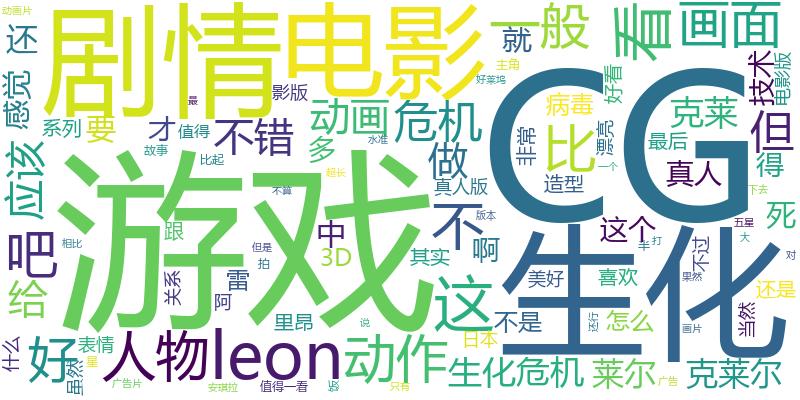 动画片
还
剧情
电影
一般
就
看
画面
好看
好莱坞
主角
技术
电影版
感觉
系列
要
最
影版
才
值得
不错
动画
多
危机
水准
CG
病毒
比
漂亮
非常
克莱
最后
但
故事
比起
做
真人版
造型
真人
得
一个
下去
应该
超长
不算
游戏
不
版本
这个
死
吧
相比
跟
中
3D
但是
拍
其实
啊
生化
五星
大
打
半
不过
对
给
关系
阿
雷
这
美好
喜欢
果然
还是
当然
什么
好
表情
虽然
星
里昂
说
不是
日本
还行
怎么
画片
人物
leon
动作
广告片
安琪拉
值得一看
饭
只有
生化危机
莱尔
广告
克莱尔